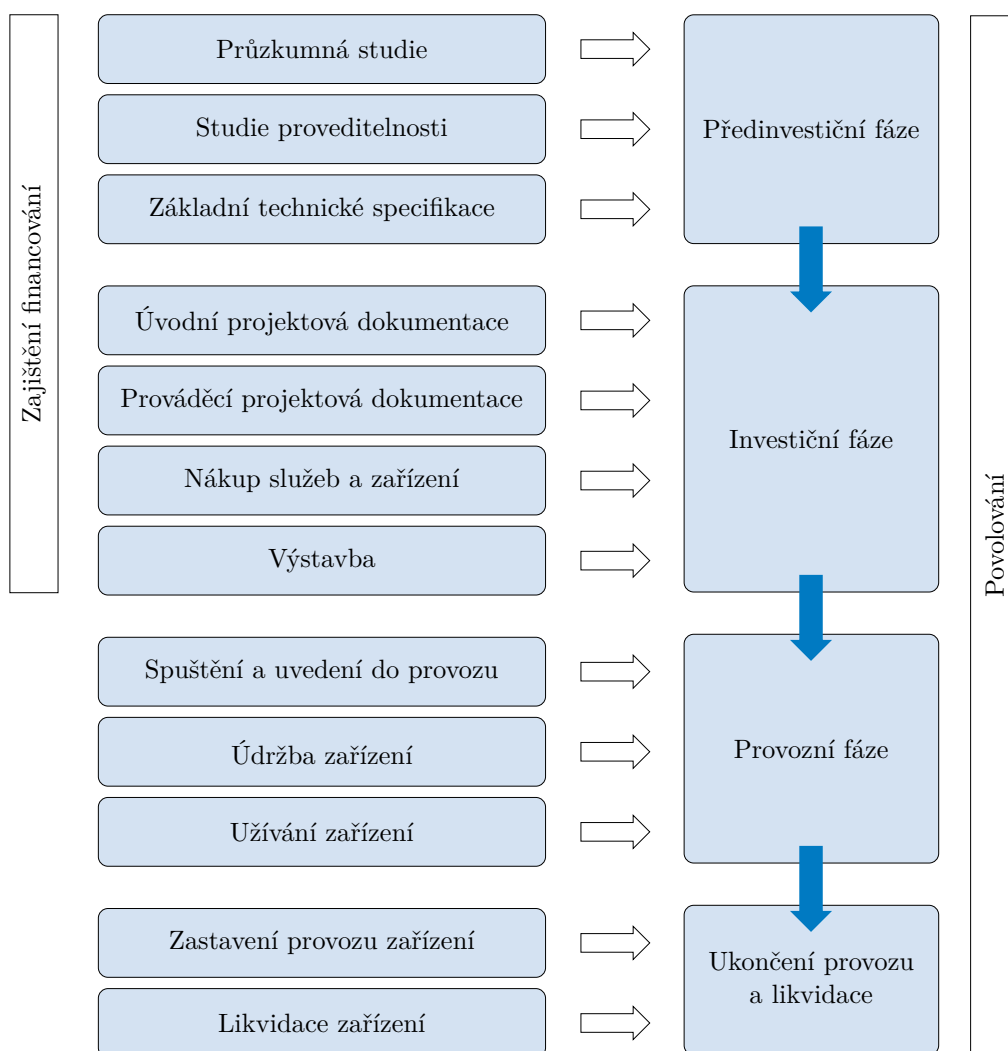 Zajištění financování
Průzkumná studie
Studie proveditelnosti
Základní technické specifikace
Předinvestiční fáze
Úvodní projektová dokumentace
Prováděcí projektová dokumentace
Nákup služeb a zařízení
Výstavba
Investiční fáze
Spuštění a uvedení do provozu
Údržba zařízení
Užívání zařízení
Provozní fáze
Zastavení provozu zařízení
Likvidace zařízení
Ukončení provozu
a likvidace
Povolování